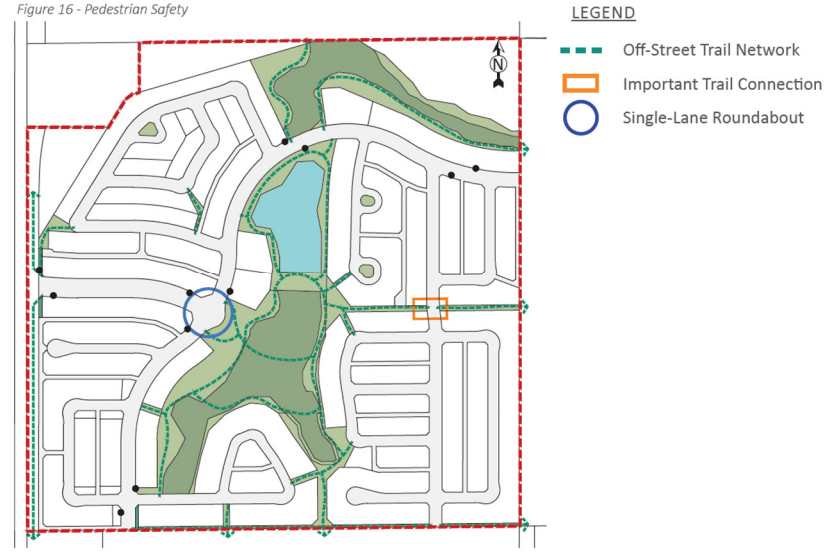 Figure 16 - Pedestrian Safety
LEGEND
N
Off-Street Trail Network
Important Trail Connection
Single-Lane Roundabout